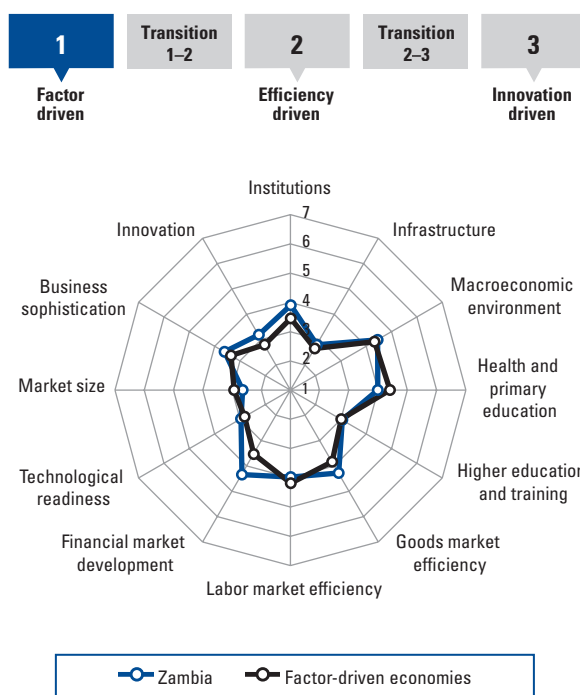 1
Transition
1–2
2
Transition
2–3
3
Factor
driven
Efficiency
driven
Innovation
driven
Institutions
7
Innovation
Infrastructure
6
5
Business
sophistication
Macroeconomic
environment
4
3
2
Market size
1
Health and
primary
education
Technological
readiness
Higher education
and training
Financial market
development
Goods market
efficiency
Labor market efficiency
Zambia
Factor-driven economies